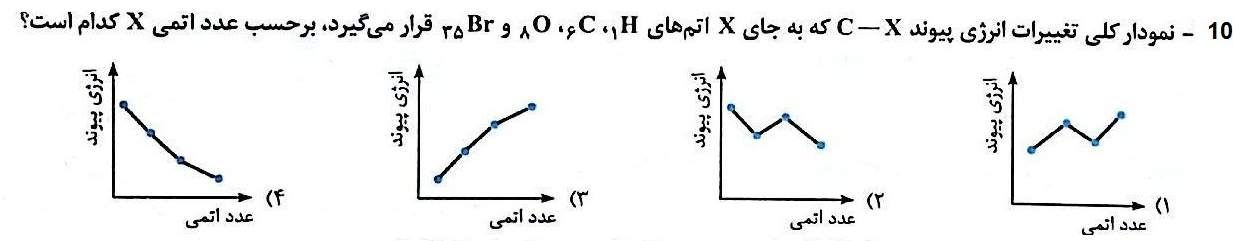 10 - نمودار کلی تغییرات انرژی پیوند C — X که به جای X اتم‌های ₁H، ₆C، ₈O و ₃₅Br قرار می‌گیرد، برحسب عدد اتمی X کدام است؟
انرژی پیوند
عدد اتمی
۱)
انرژی پیوند
عدد اتمی
۲)
انرژی پیوند
عدد اتمی
۳)
انرژی پیوند
عدد اتمی
۴)